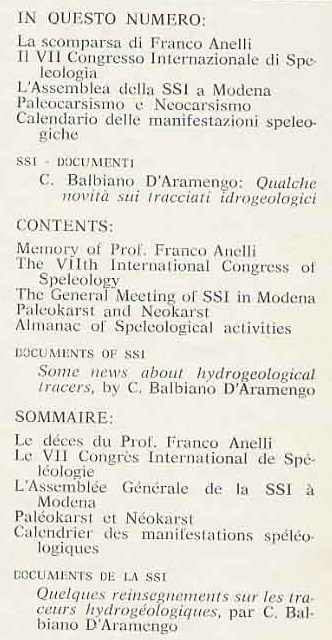 IN QUESTO NUMERO:
La scomparsa di Franco Anelli
Il VII Congresso Internazionale di Spe-
leologia
L'Assemblea della SSI a Modena
Paleocarsismo e Neocarsismo
Calendario delle manifestazioni speleo-
giche
SSI - DOCUMENTI
C. Balbiano D'Aramengo: Qualche
novità sui tracciati idrogeologici
CONTENTS:
Memory of Prof. Franco Anelli
The VIIth International Congress of
Speleology
The General Meeting of SSI in Modena
Paleokarst and Neokarst
Almanac of Speleological activities
DOCUMENTS OF SSI
Some news about hydrogeological
tracers, by C. Balbiano D'Aramengo
SOMMAIRE:
Le déces du Prof. Franco Anelli
Le VII Congrès International de Spé-
léologie
L'Assemblée Générale de la SSI à
Modena
Paléokarst et Néokarst
Calendrier des manifestations spéléo-
logiques
DOCUMENTS DE LA SSI
Quelques reinsegnements sur les tra-
ceurs hydrogéologiques, par C. Bal-
biano D'Aramengo